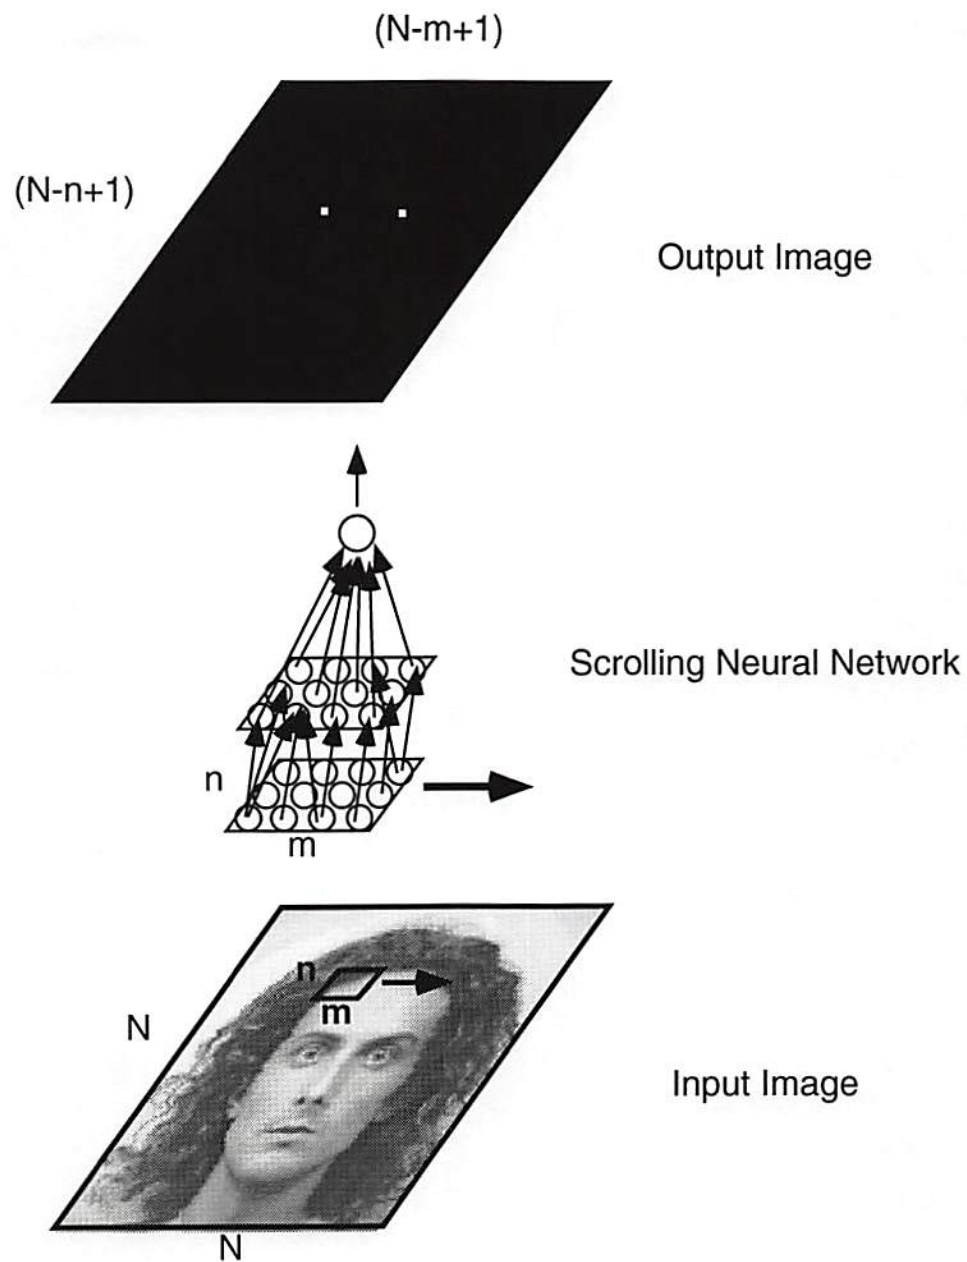 (N-m+1)
(N-n+1)
Output Image
Scrolling Neural Network
n
m
n
m
N
Input Image
N